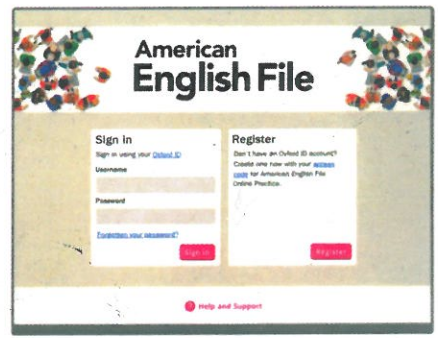 American
English File
Sign in
Sign in using your Oxford ID
Username
Password
Forgotten your password?
Sign in
Register
Don't have an Oxford ID account?
Create one now with your access
code for American English File
Online Practice.
Register
Help and Support